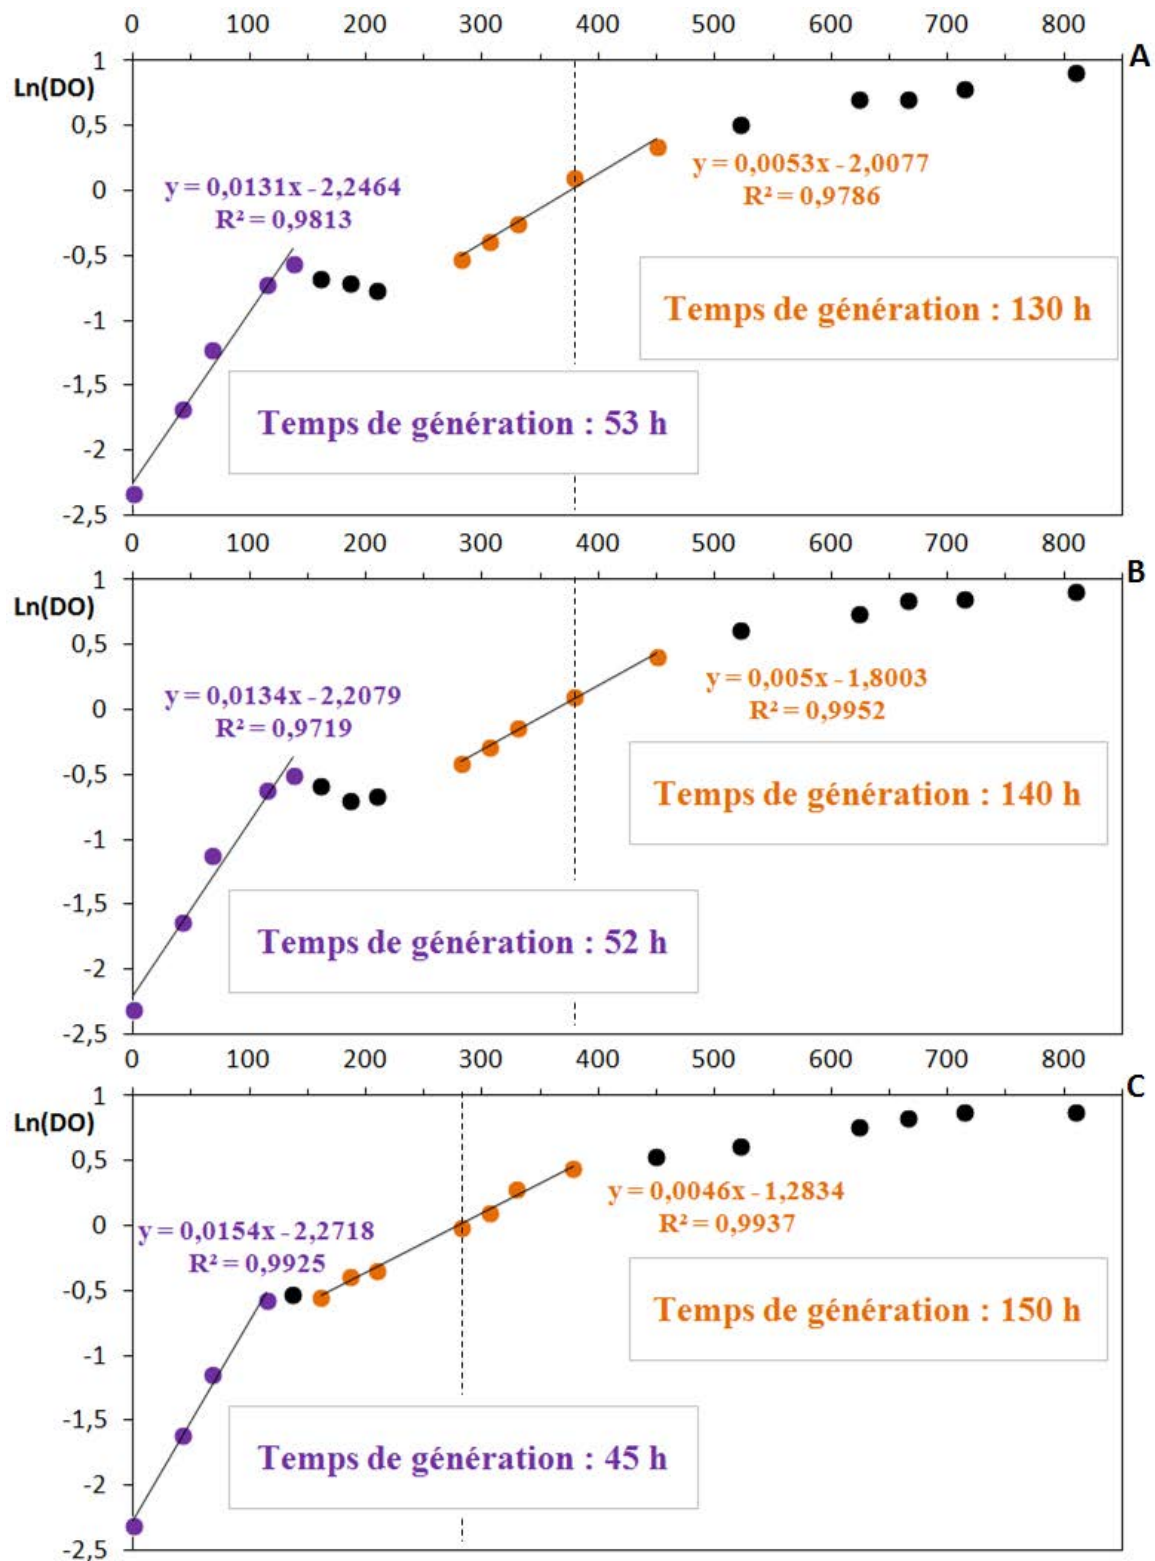 0 100 200 300 400 500 600 700 800
A
1
Ln(DO)
0,5
y = 0,0053x - 2,0077
R² = 0,9786
y = 0,0131x - 2,2464
R² = 0,9813
0
-0,5
Temps de génération : 130 h
-1
-1,5
Temps de génération : 53 h
-2
-2,5
0 100 200 300 400 500 600 700 800
B
1
Ln(DO)
0,5
y = 0,005x - 1,8003
R² = 0,9952
y = 0,0134x - 2,2079
R² = 0,9719
0
-0,5
Temps de génération : 140 h
-1
-1,5
Temps de génération : 52 h
-2
-2,5
0 100 200 300 400 500 600 700 800
C
1
Ln(DO)
0,5
y = 0,0046x - 1,2834
R² = 0,9937
y = 0,0154x - 2,2718
R² = 0,9925
0
-0,5
Temps de génération : 150 h
-1
-1,5
Temps de génération : 45 h
-2
-2,5